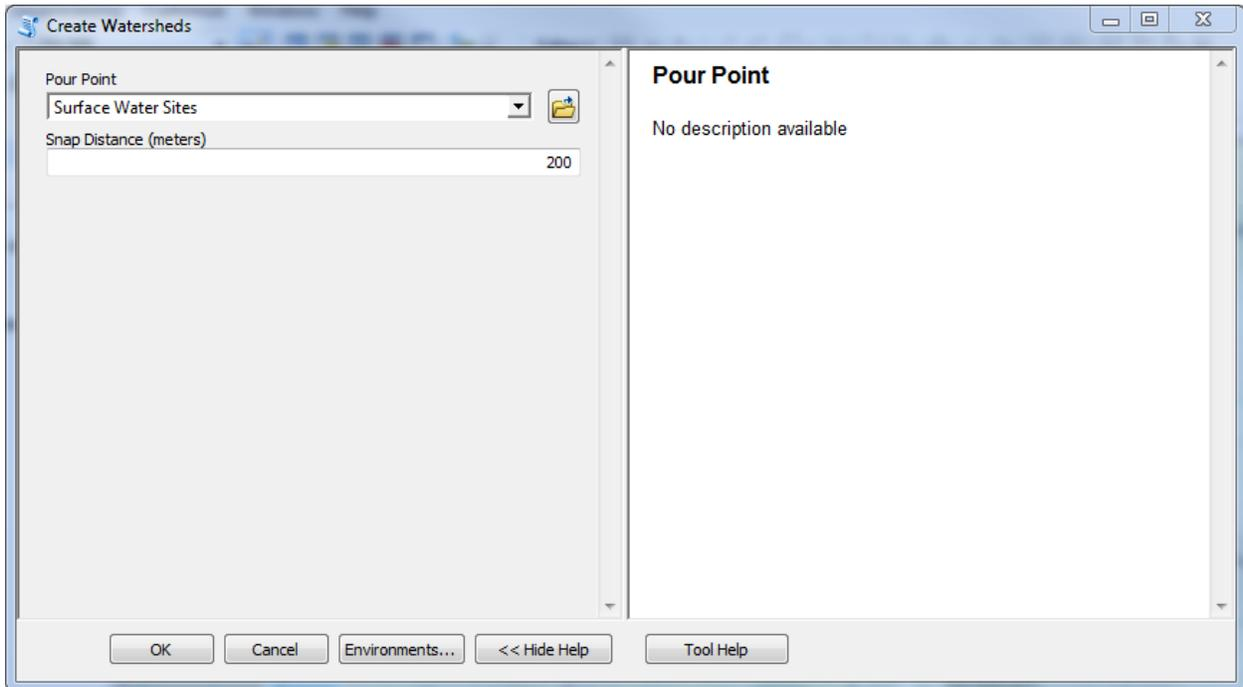 Create Watersheds
Pour Point
Surface Water Sites
Snap Distance (meters)
200
Pour Point
No description available
OK
Cancel
Environments...
<< Hide Help
Tool Help